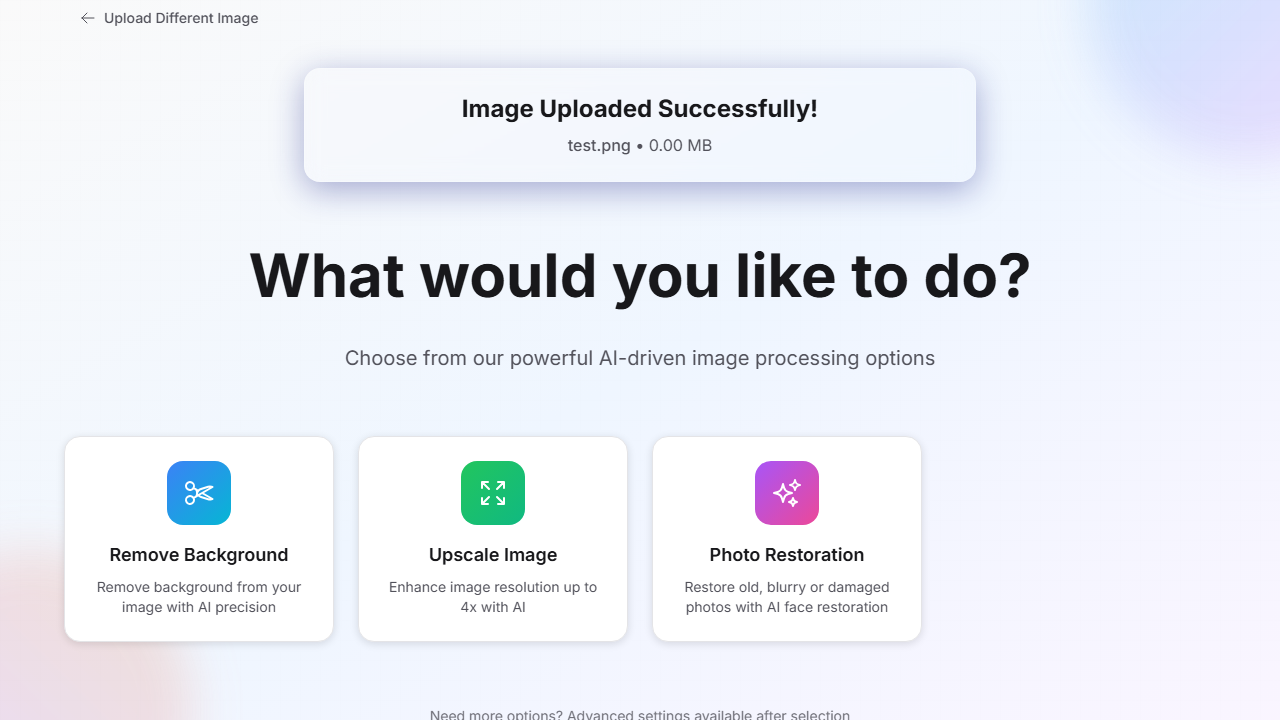 Upload Different Image
Image Uploaded Successfully!
test.png • 0.00 MB
What would you like to do?
Choose from our powerful AI-driven image processing options
Remove Background
Remove background from your
image with AI precision
Upscale Image
Enhance image resolution up to
4x with AI
Photo Restoration
Restore old, blurry or damaged
photos with AI face restoration
Need more options? Advanced settings available after selection